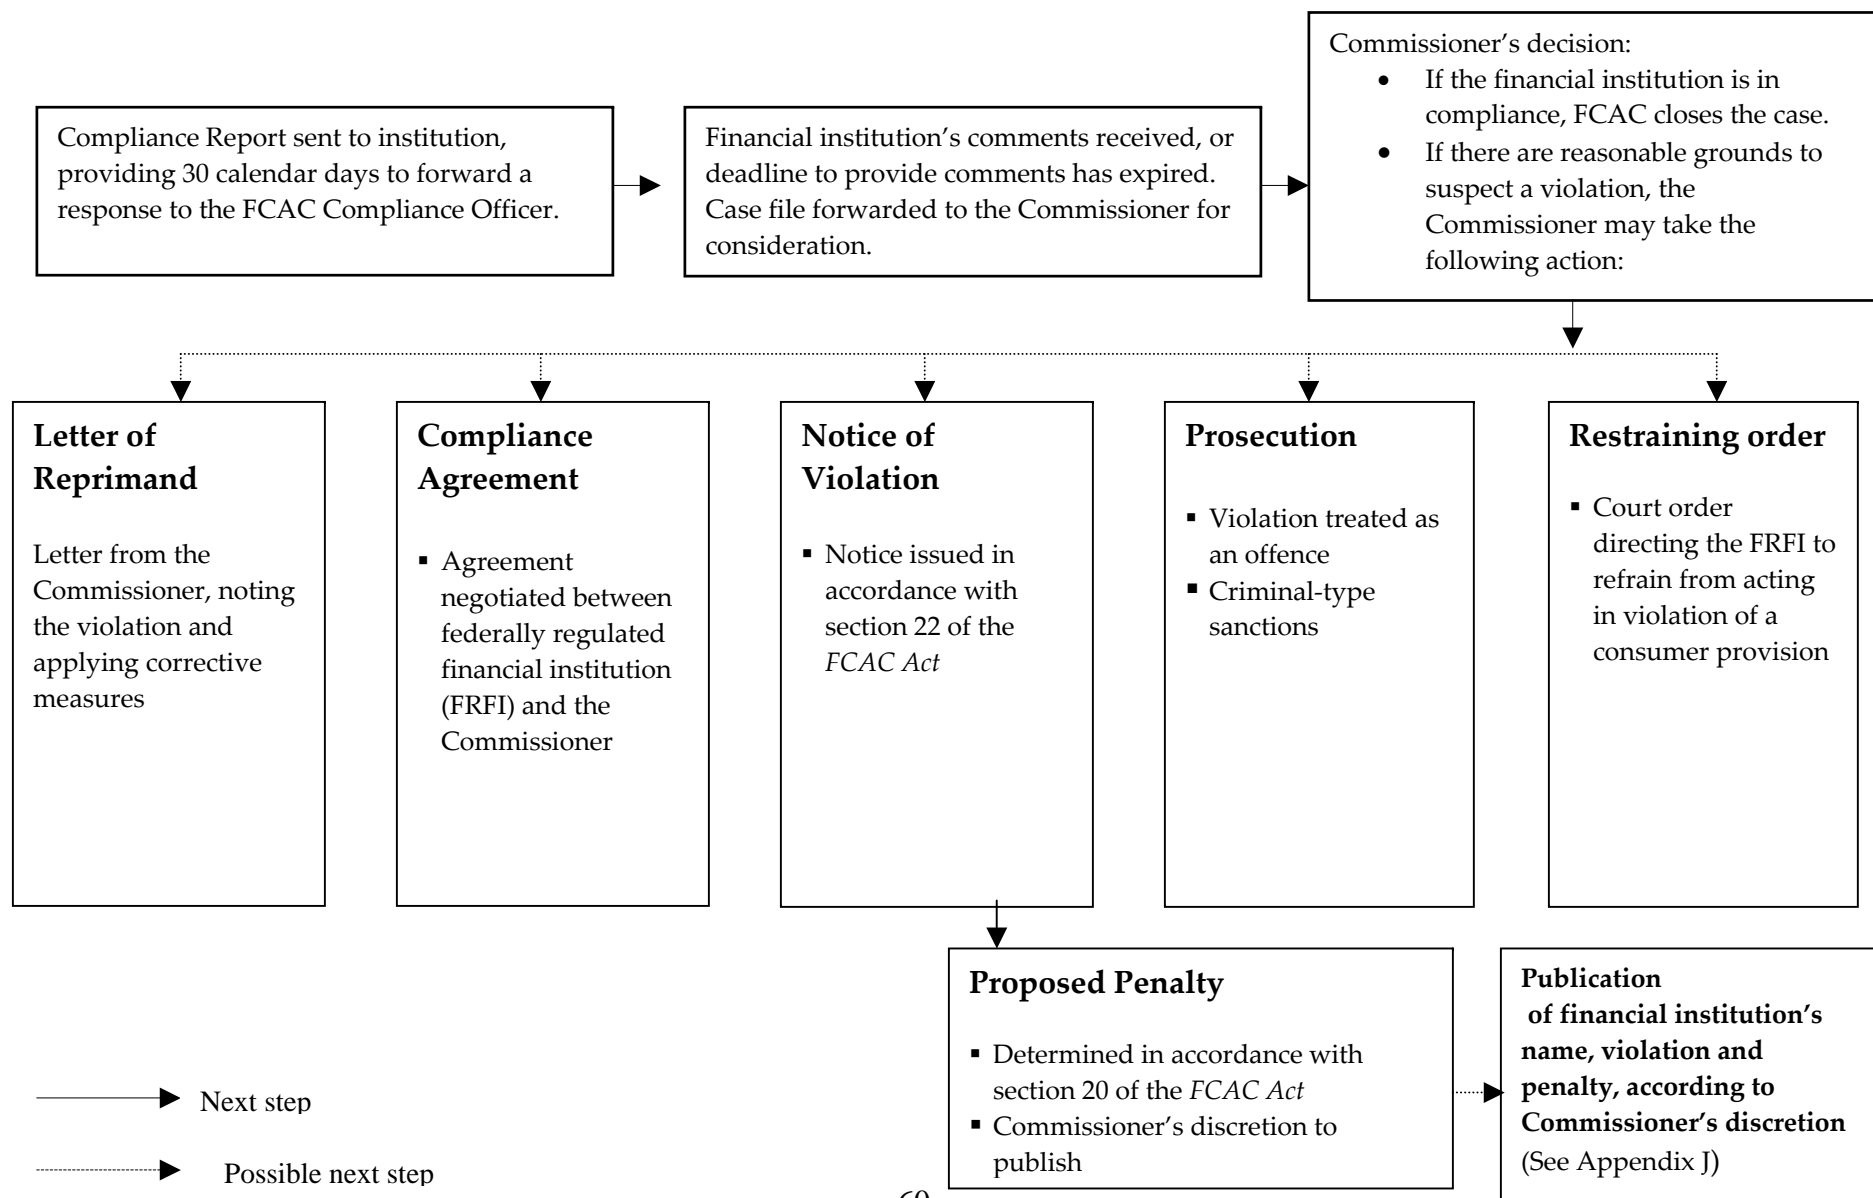 Compliance Report sent to institution,
providing 30 calendar days to forward a
response to the FCAC Compliance Officer.
Financial institution’s comments received, or
deadline to provide comments has expired.
Case file forwarded to the Commissioner for
consideration.
Commissioner’s decision:
• If the financial institution is in
compliance, FCAC closes the case.
• If there are reasonable grounds to
suspect a violation, the
Commissioner may take the
following action:
Letter of
Reprimand
Letter from the
Commissioner, noting
the violation and
applying corrective
measures
Compliance
Agreement
▪ Agreement
negotiated between
federally regulated
financial institution
(FRFI) and the
Commissioner
Notice of
Violation
▪ Notice issued in
accordance with
section 22 of the
FCAC Act
Prosecution
▪ Violation treated as
an offence
▪ Criminal-type
sanctions
Restraining order
▪ Court order
directing the FRFI to
refrain from acting
in violation of a
consumer provision
Proposed Penalty
▪ Determined in accordance with
section 20 of the FCAC Act
▪ Commissioner’s discretion to
publish
Publication
of financial institution’s
name, violation and
penalty, according to
Commissioner’s discretion
(See Appendix J)
Next step
Possible next step